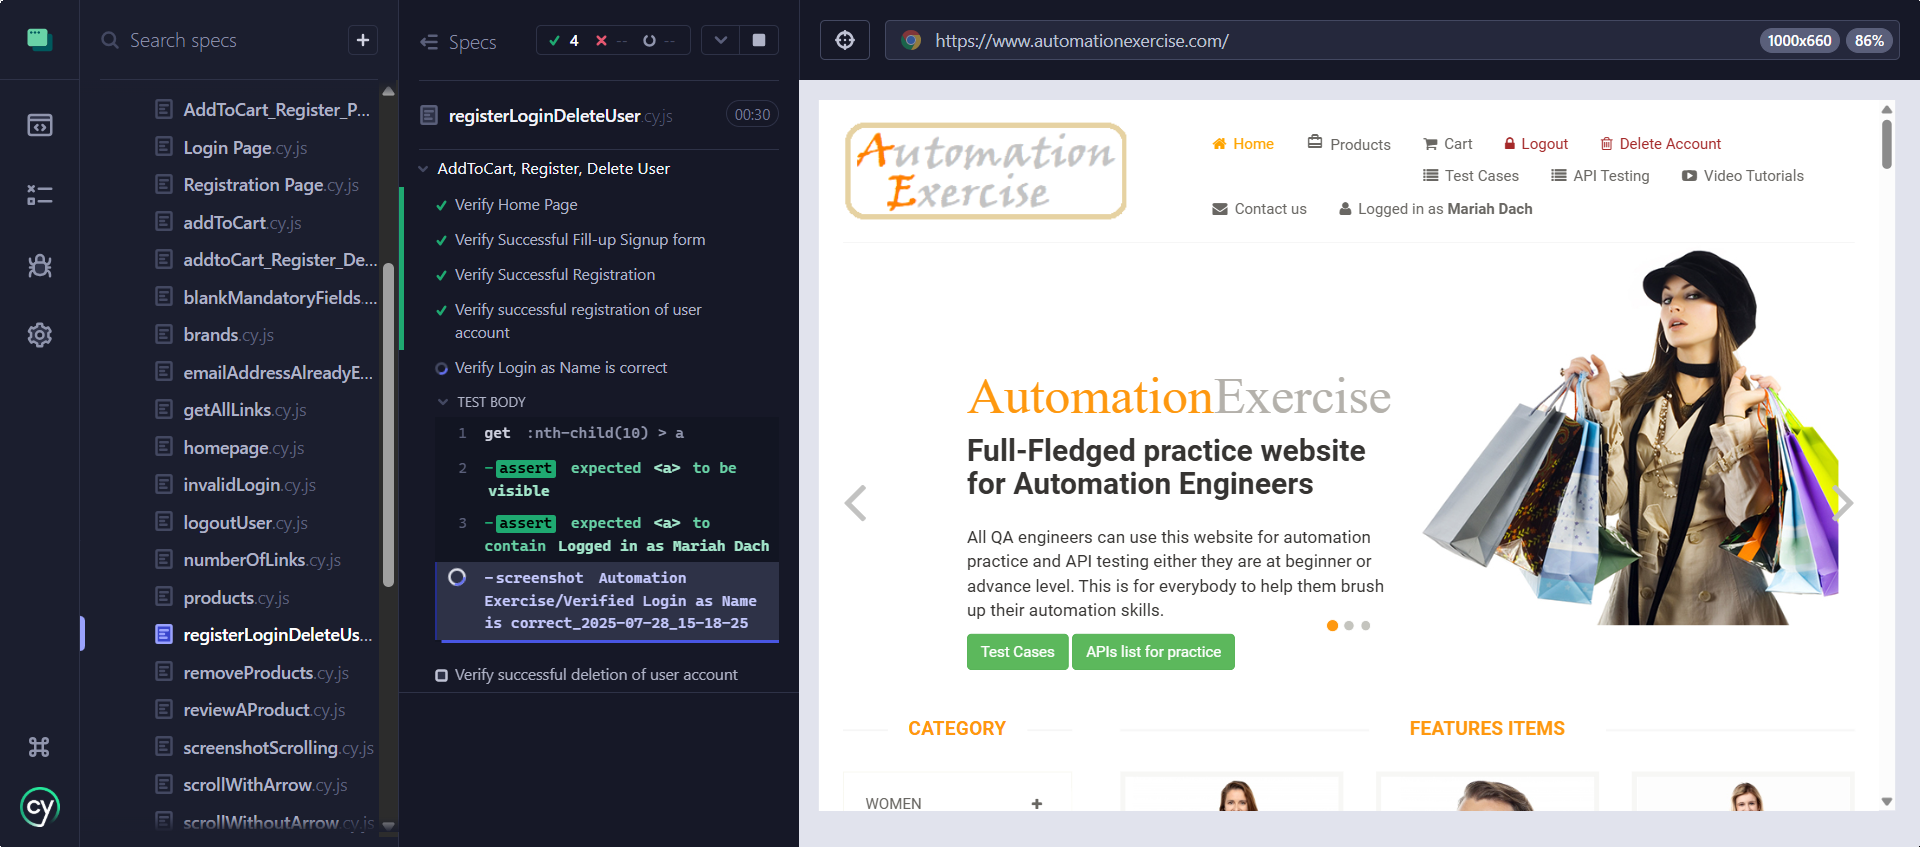 Search specs
+
AddToCart_Register_P...
Login Page.cy.js
Registration Page.cy.js
addToCart.cy.js
addtoCart_Register_De...
blankMandatoryFields....
brands.cy.js
emailAddressAlreadyE...
getAllLinks.cy.js
homepage.cy.js
invalidLogin.cy.js
logoutUser.cy.js
numberOfLinks.cy.js
products.cy.js
registerLoginDeleteUs...
removeProducts.cy.js
reviewAProduct.cy.js
screenshotScrolling.cy.js
scrollWithArrow.cy.js
scrollWithoutArrow.cy.js
cy
Specs
4 -- --
registerLoginDeleteUser.cy.js 00:30
AddToCart, Register, Delete User
Verify Home Page
Verify Successful Fill-up Signup form
Verify Successful Registration
Verify successful registration of user
account
Verify Login as Name is correct
TEST BODY
1 get :nth-child(10) > a
2 -assert expected <a> to be
visible
3 -assert expected <a> to
contain Logged in as Mariah Dach
-screenshot Automation
Exercise/Verified Login as Name
is correct_2025-07-28_15-18-25
Verify successful deletion of user account
https://www.automationexercise.com/ 1000x660 86%
Automation
Exercise
Home Products Cart Logout Delete Account
Test Cases API Testing Video Tutorials
Contact us Logged in as Mariah Dach
AutomationExercise
Full-Fledged practice website
for Automation Engineers
All QA engineers can use this website for automation
practice and API testing either they are at beginner or
advance level. This is for everybody to help them brush
up their automation skills.
Test Cases APIs list for practice
CATEGORY
FEATURES ITEMS
WOMEN +